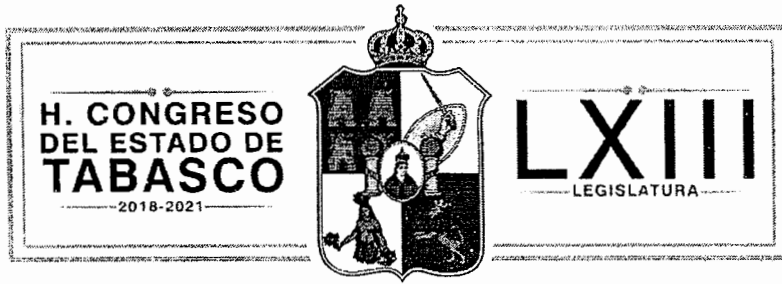 H. CONGRESO
DEL ESTADO DE
TABASCO
2018-2021
LXIII
LEGISLATURA